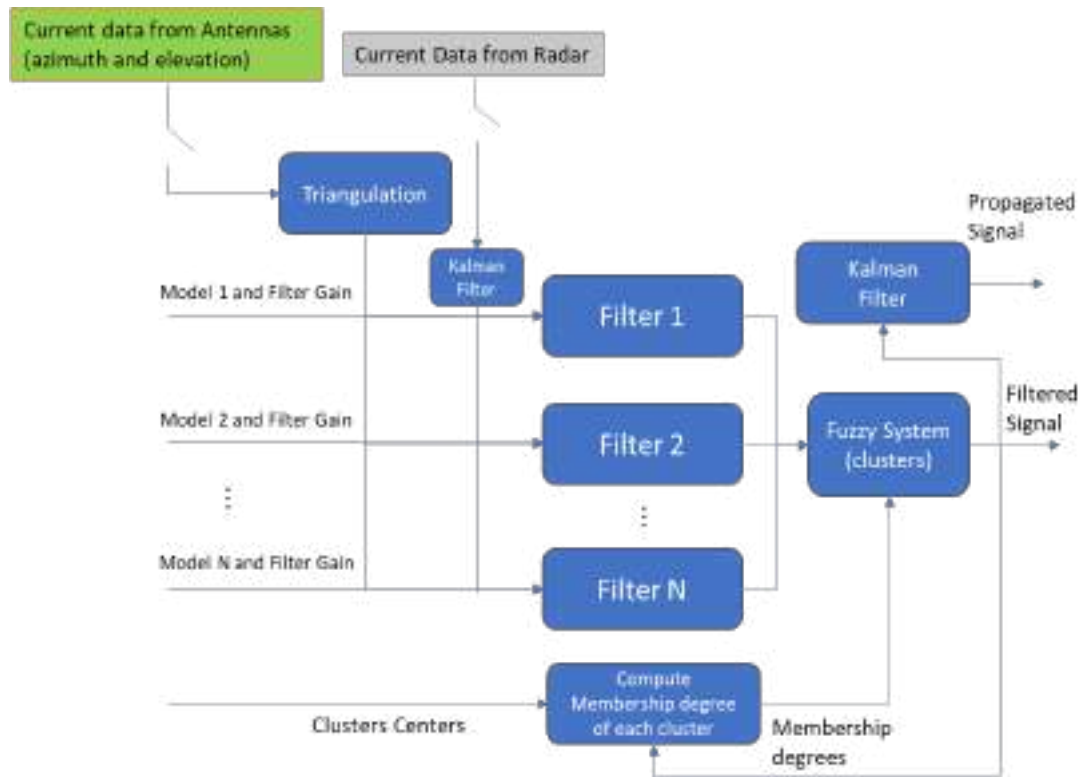 Current data from Antennas
(azimuth and elevation)
Current Data from Radar
Triangulation
Propagated
Signal
Kalman
Filter
Kalman
Filter
Model 1 and Filter Gain
Filter 1
Model 2 and Filter Gain
Filter 2
Fuzzy System
(clusters)
Filtered
Signal
⋮
⋮
Model N and Filter Gain
Filter N
Compute
Membership degree
of each cluster
Clusters Centers
Membership
degrees